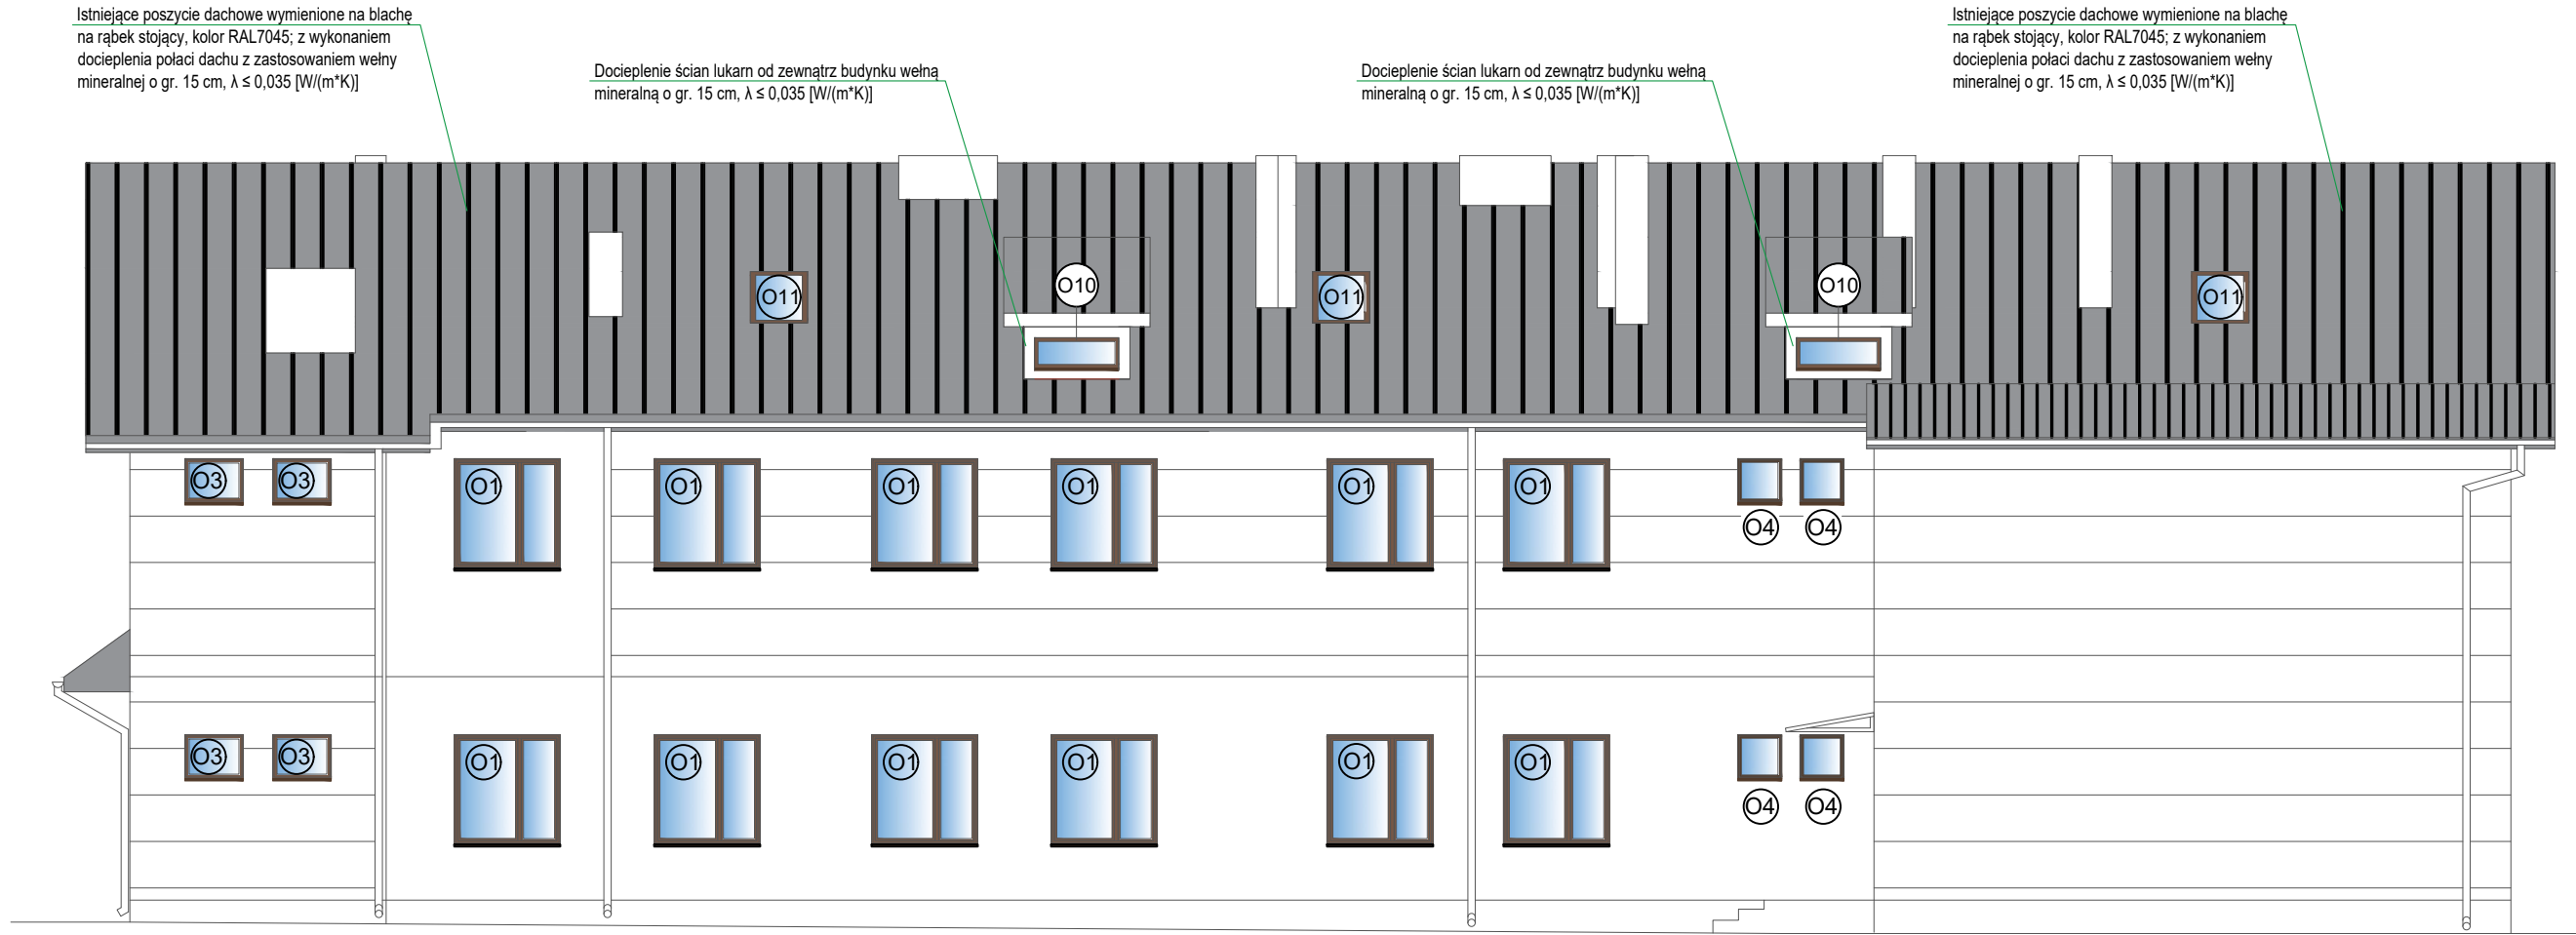 Istniejące poszycie dachowe wymienione na blachę
na rąbek stojący, kolor RAL7045; z wykonaniem
docieplenia połaci dachu z zastosowaniem wełny
mineralnej o gr. 15 cm, λ ≤ 0,035 [W/(m*K)]
Docieplenie ścian lukarn od zewnątrz budynku wełną
mineralną o gr. 15 cm, λ ≤ 0,035 [W/(m*K)]
Docieplenie ścian lukarn od zewnątrz budynku wełną
mineralną o gr. 15 cm, λ ≤ 0,035 [W/(m*K)]
Istniejące poszycie dachowe wymienione na blachę
na rąbek stojący, kolor RAL7045; z wykonaniem
docieplenia połaci dachu z zastosowaniem wełny
mineralnej o gr. 15 cm, λ ≤ 0,035 [W/(m*K)]
O11 O10 O11 O10 O11
O3 O3 O1 O1 O1 O1 O1 O1
O4 O4
O3 O3 O1 O1 O1 O1 O1 O1
O4 O4